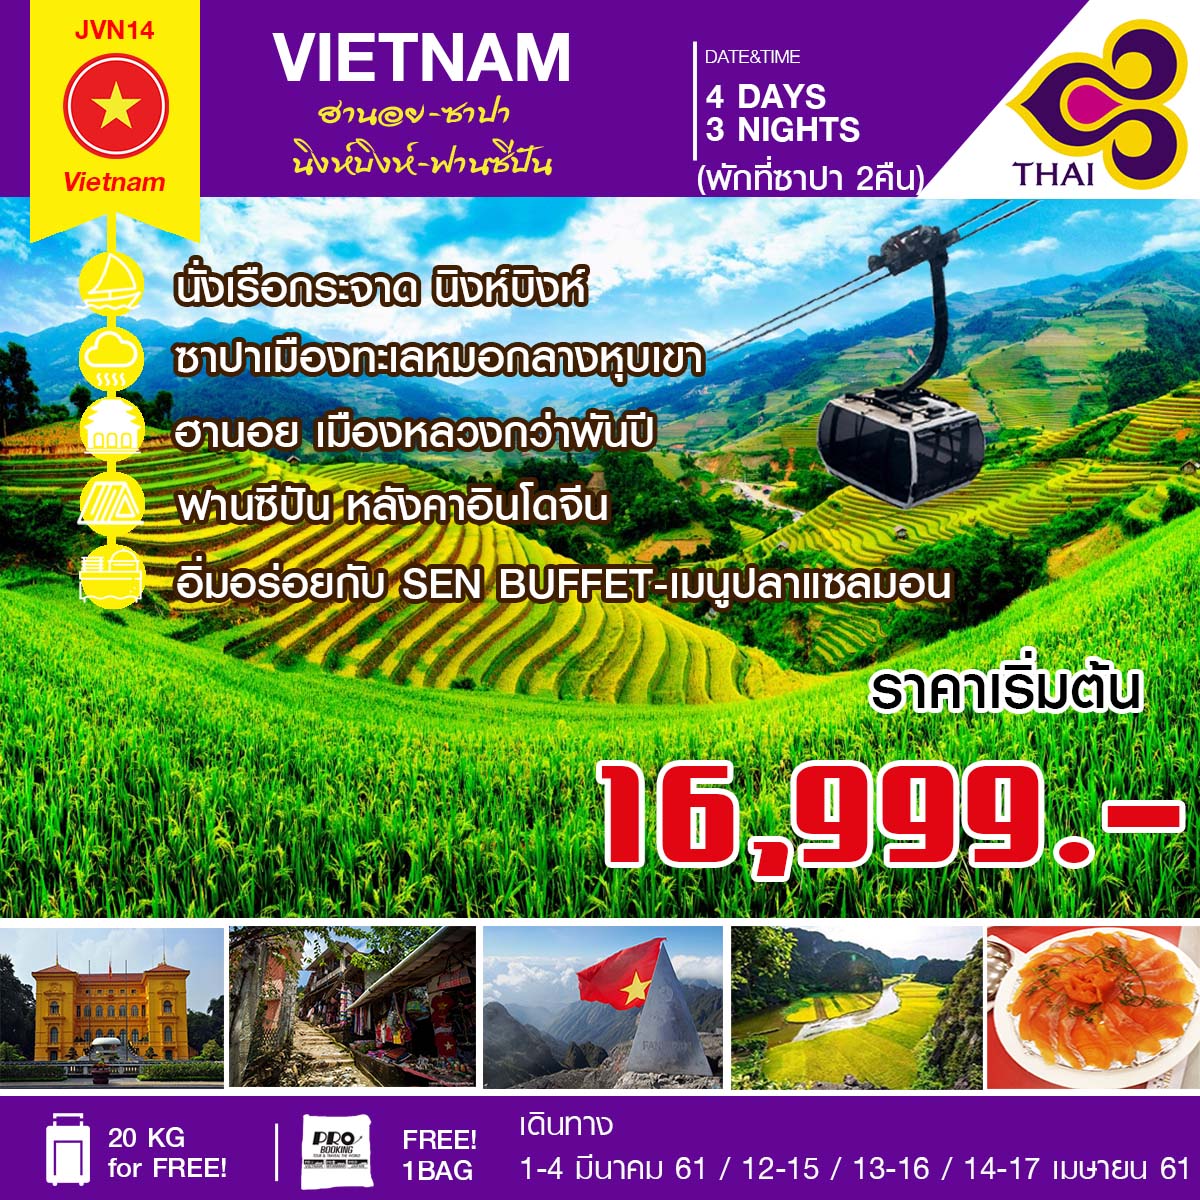 JVN14
Vietnam
VIETNAM
ฮานอย-ซาปา
นิงห์บิงห์-ฟานซีปัน
DATE&TIME
4 DAYS
3 NIGHTS
(พักที่ซาปา 2คืน)
THAI
นั่งเรือกระจาด นิงห์บิงห์
ซาปาเมืองทะเลหมอกลางหุบเขา
ฮานอย เมืองหลวงกว่าพันปี
ฟานซีปัน หลังคาอินโดจีน
อิ่มอร่อยกับ SEN BUFFET-เมนูปลาแซลมอน
ราคาเริ่มต้น
16,999.-
20 KG
for FREE!
PRO
BOOKING
FREE!
1BAG
เดินทาง
1-4 มีนาคม 61 / 12-15 / 13-16 / 14-17 เมษายน 61